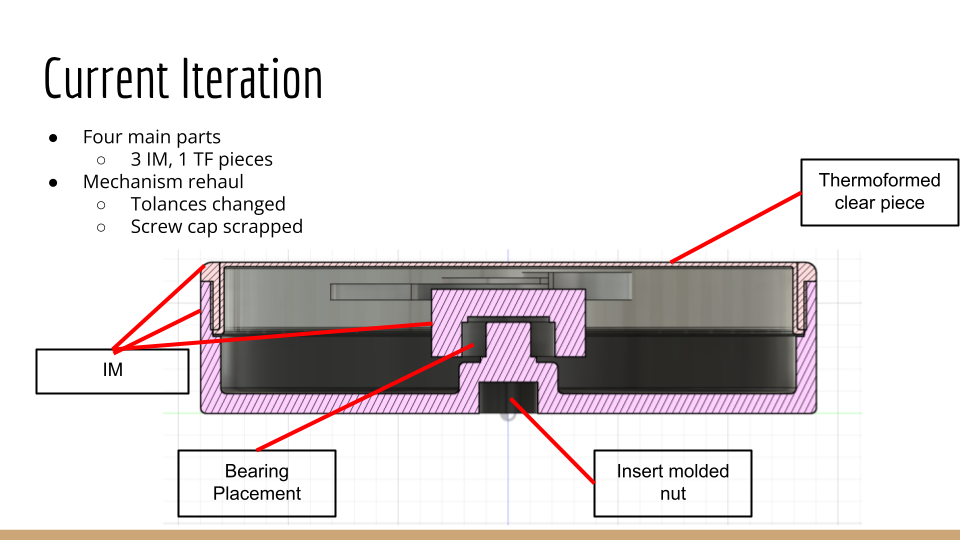 Current Iteration
● Four main parts
○ 3 IM, 1 TF pieces
● Mechanism rehaul
○ Tolances changed
○ Screw cap scrapped
Thermoformed
clear piece
IM
Bearing
Placement
Insert molded
nut